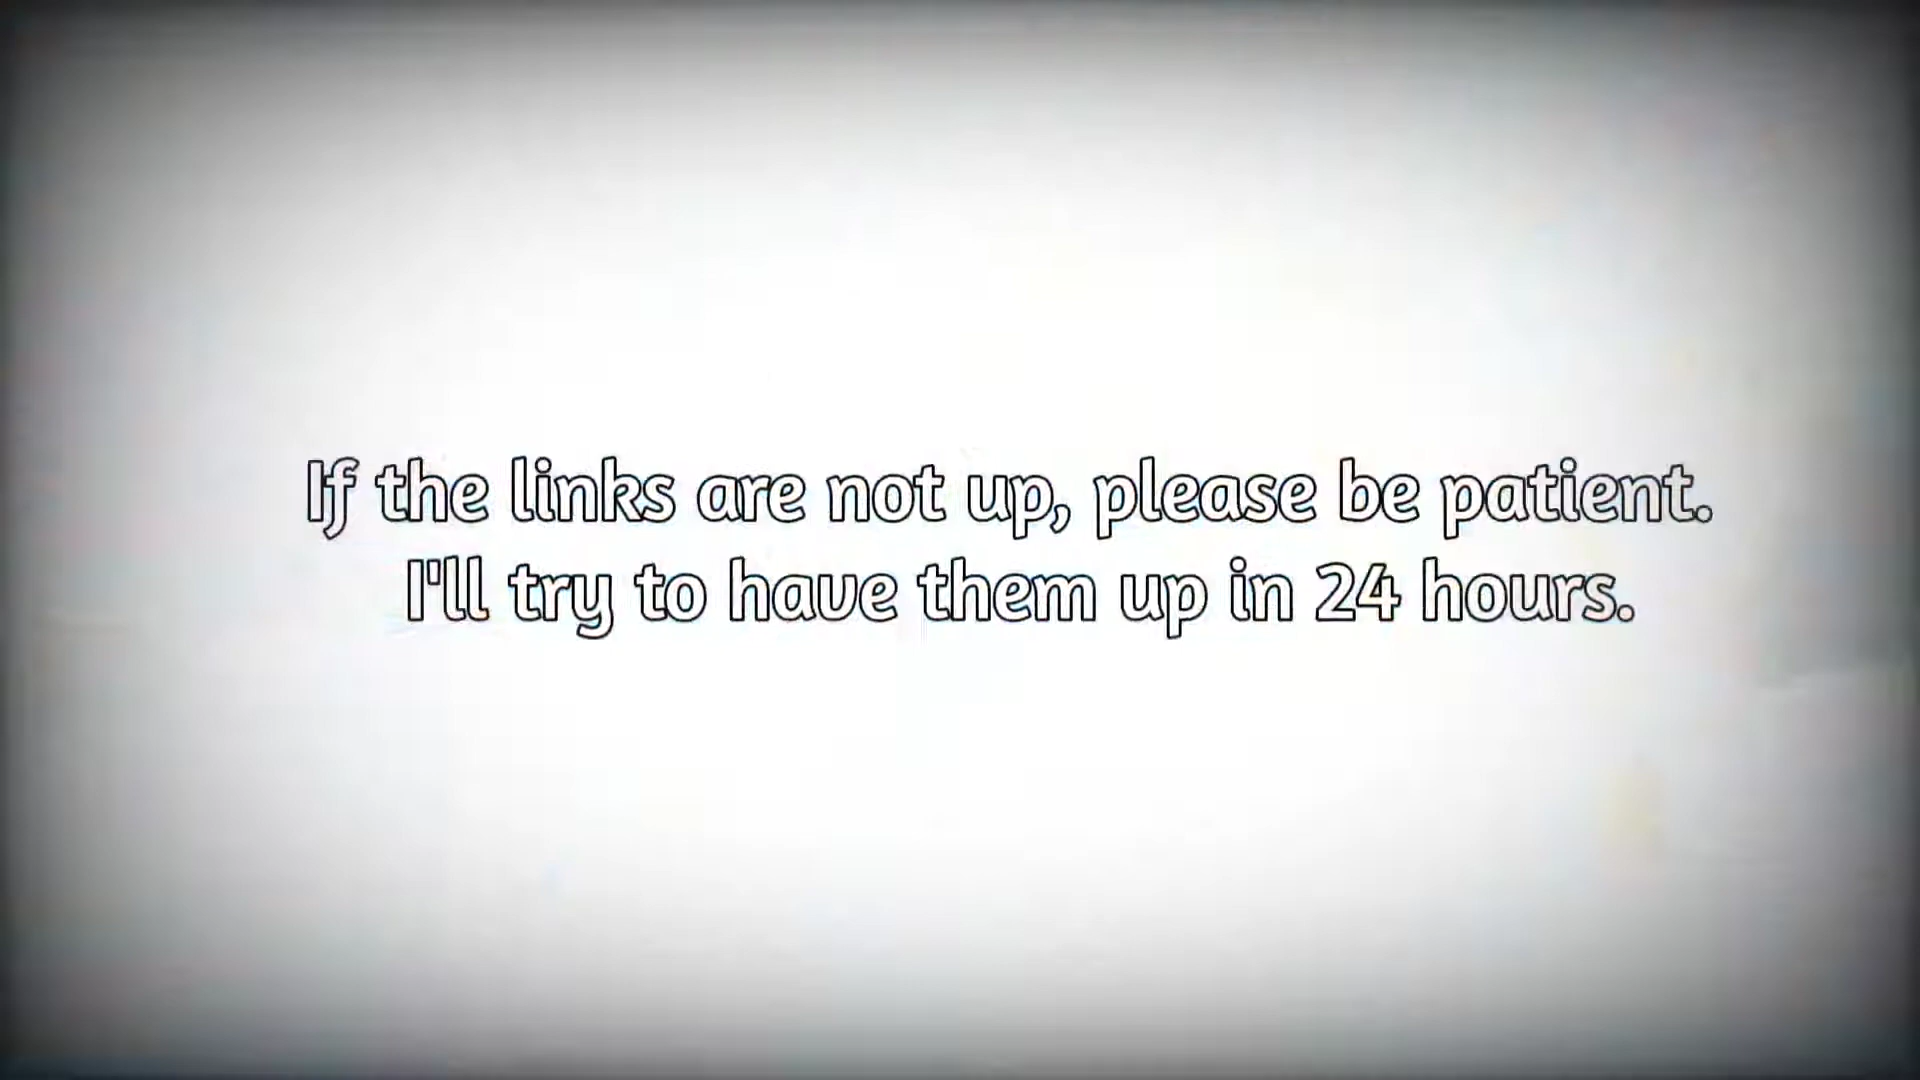 If the links are not up, please be patient.
I'll try to have them up in 24 hours.